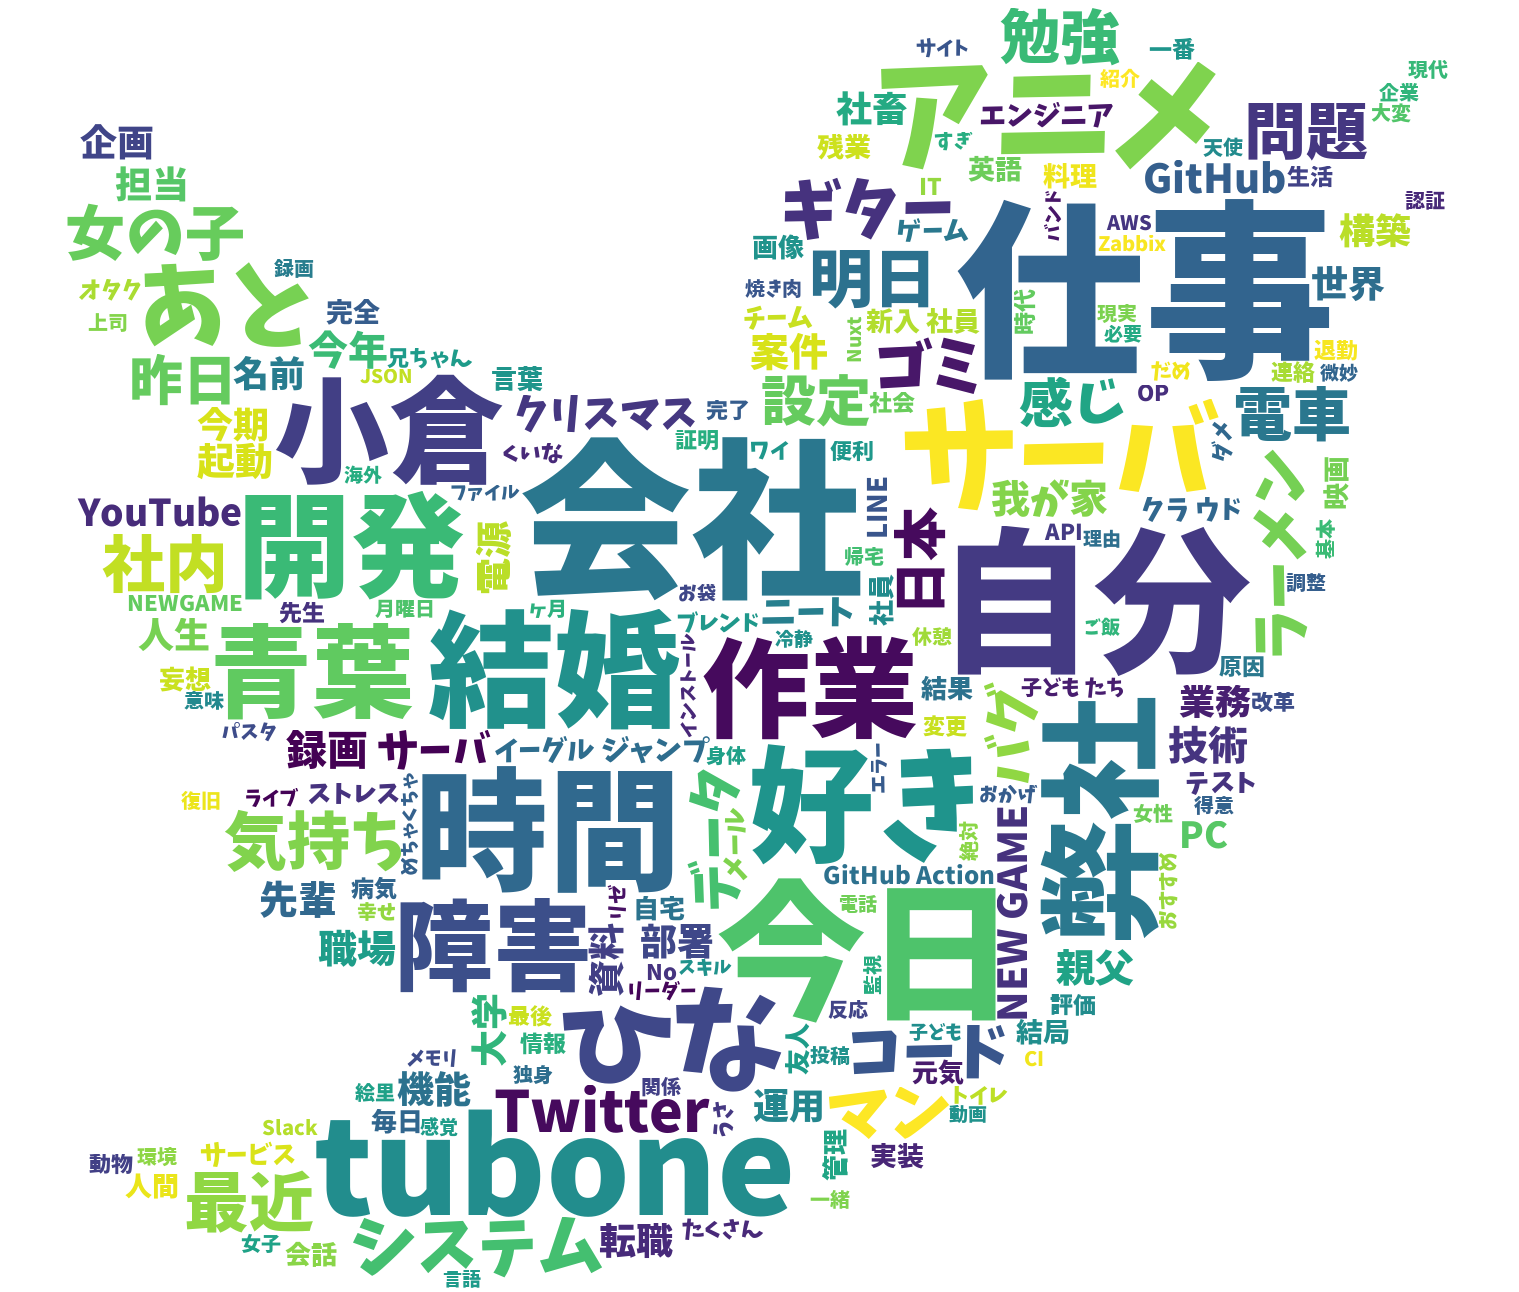 勉強
サイト
一番
アニメ
紹介
現代
企業
大変
社畜
エンジニア
問題
残業
すぎ
天使
企画
英語
料理
GitHub
生活
担当
IT
ギター
バンド
認証
女の子
ゲーム
AWS
Zabbix
構築
画像
仕事
あと
録画
明日
世界
オタク
焼き肉
時代
現実
必要
上司
完全
チーム
新入 社員
Nuxt
今年
兄ちゃん
案件
ゴミ
退勤
昨日
名前
JSON
言葉
設定
社会
感じ
だめ
連絡
微妙
OP
小倉
クリスマス
完了
電車
今期
サーバ
ダメ
起動
くいな
証明
ワイ
便利
海外
会社
ファイル
LINE
我が家
ラーメン
映画
YouTube
開発
クラウド
電源
日本
API
理由
基本
社内
帰宅
自分
調整
NEWGAME
先生
月曜日
ヶ月
お袋
ニート
社員
人生
青葉
結婚
ブレンド
冷静
休憩
ご飯
妄想
インストール
作業
原因
意味
結果
子ども たち
業務
改革
パスタ
変更
バグ
弊社
技術
録画 サーバ
イーグル ジャンプ
身体
エラー
テスト
復旧
ライブ
ストレス
めちゃくちゃ
時間
データ
好き
おかげ
得意
気持ち
メール
絶対
NEW GAME
女性
PC
先輩
病気
GitHub Action
おすすめ
幸せ
自宅
電話
今日
職場
障害
資料
部署
親父
No
スキル
監視
リーダー
評価
大学
最後
ひな
反応
情報
友人
投稿
コード
子ども
結局
CI
メモリ
元気
独身
絵里
機能
関係
Twitter
うさ
運用
マン
トイレ
動画
毎日
感覚
Slack
tubone
管理
実装
動物
環境
サービス
人間
最近
一緒
システム
転職
たくさん
女子
会話
言語